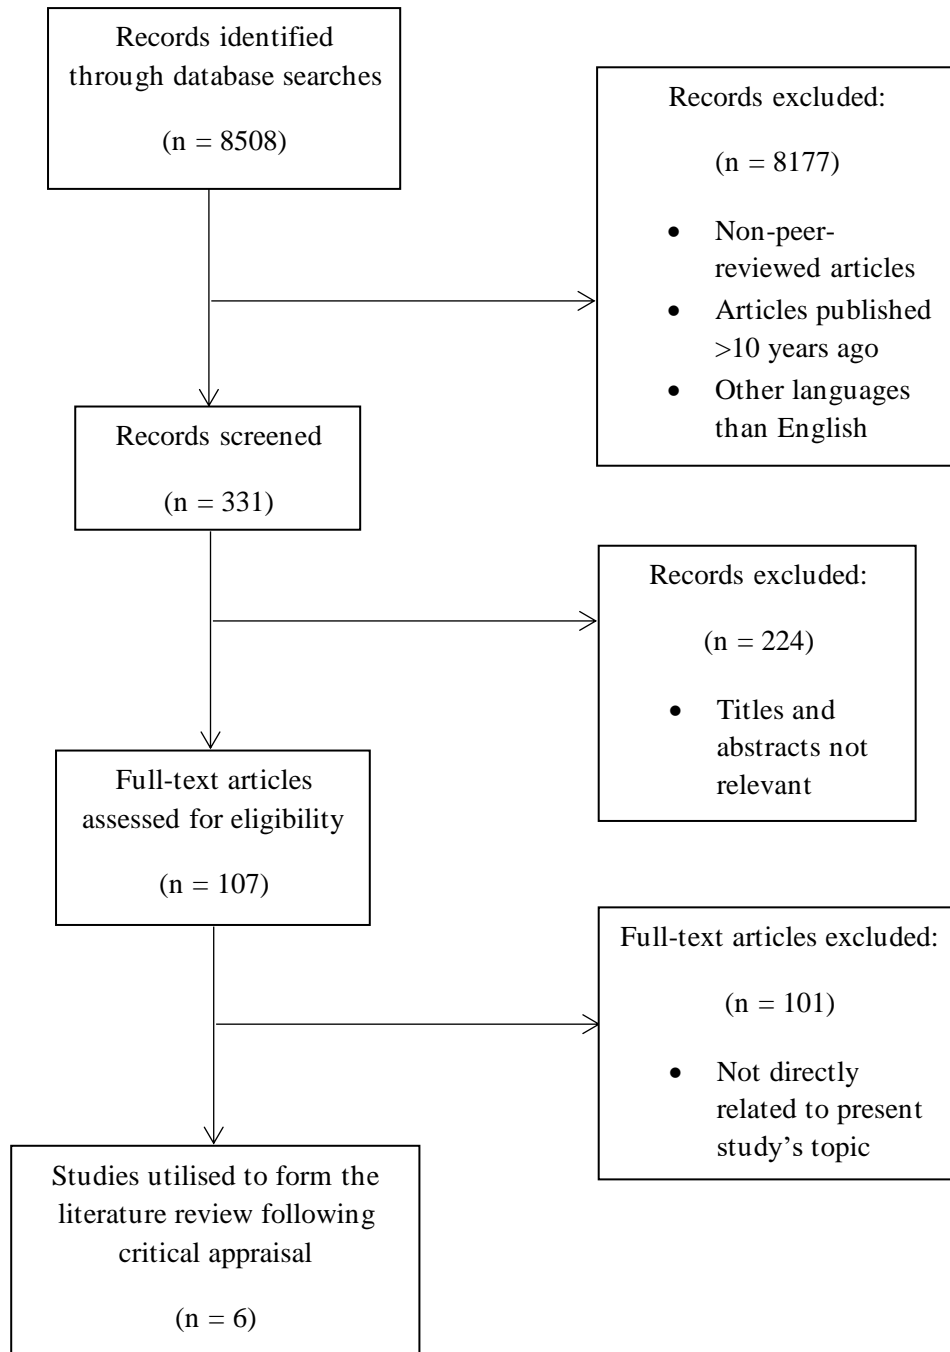 Records identified
through database searches
(n = 8508)
Records excluded:
(n = 8177)
• Non-peer-
reviewed articles
• Articles published
>10 years ago
• Other languages
than English
Records screened
(n = 331)
Records excluded:
(n = 224)
• Titles and
abstracts not
relevant
Full-text articles
assessed for eligibility
(n = 107)
Full-text articles excluded:
(n = 101)
• Not directly
related to present
study’s topic
Studies utilised to form the
literature review following
critical appraisal
(n = 6)